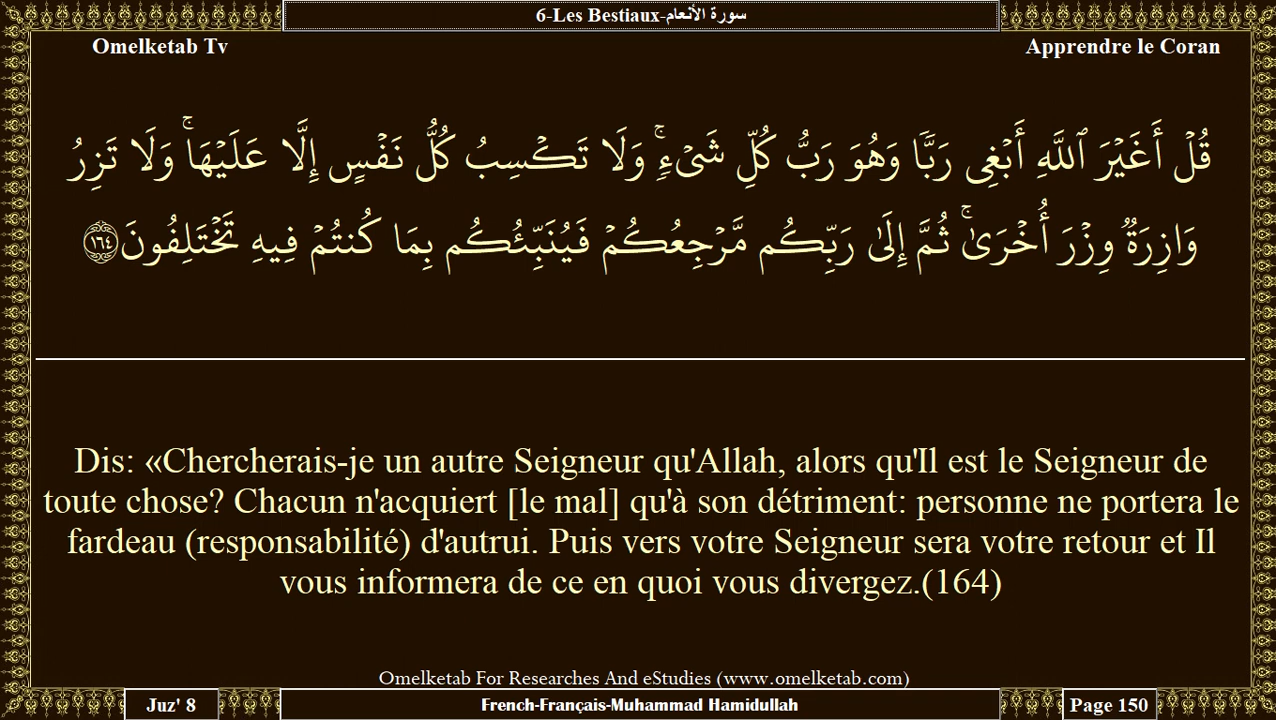 6-Les Bestiaux-سورة الأنعام
Omelketab Tv
Apprendre le Coran
قُلۡ أَغَيۡرَ ٱللَّهِ أَبۡغِي رَبّٗا وَهُوَ رَبُّ كُلِّ شَيۡءٖۚ وَلَا تَكۡسِبُ كُلُّ نَفۡسٍ إِلَّا عَلَيۡهَاۚ وَلَا تَزِرُ
وَازِرَةٞ وِزۡرَ أُخۡرَىٰۚ ثُمَّ إِلَىٰ رَبِّكُم مَّرۡجِعُكُمۡ فَيُنَبِّئُكُم بِمَا كُنتُمۡ فِيهِ تَخۡتَلِفُونَ ١٦٤
Dis: «Chercherais-je un autre Seigneur qu'Allah, alors qu'Il est le Seigneur de
toute chose? Chacun n'acquiert [le mal] qu'à son détriment: personne ne portera le
fardeau (responsabilité) d'autrui. Puis vers votre Seigneur sera votre retour et Il
vous informera de ce en quoi vous divergez.(164)
Omelketab For Researches And eStudies (www.omelketab.com)
Juz' 8
French-Français-Muhammad Hamidullah
Page 150